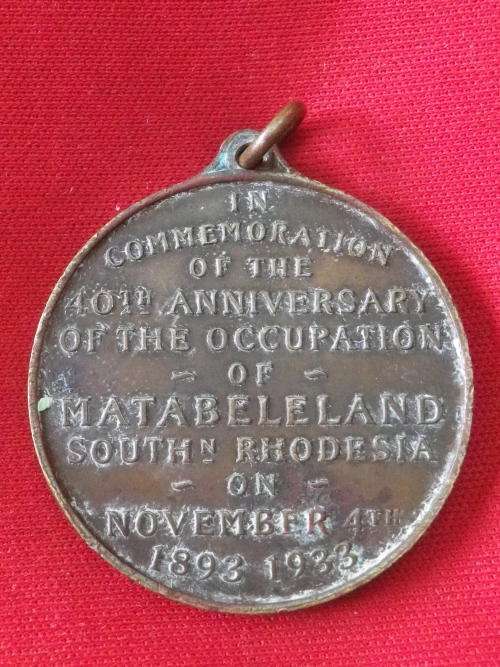 IN
COMMEMORATION
OF THE
40TH ANNIVERSARY
OF THE OCCUPATION
~ OF ~
MATABELELAND
SOUTHN RHODESIA
~ ON ~
NOVEMBER 4TH
1893 1933